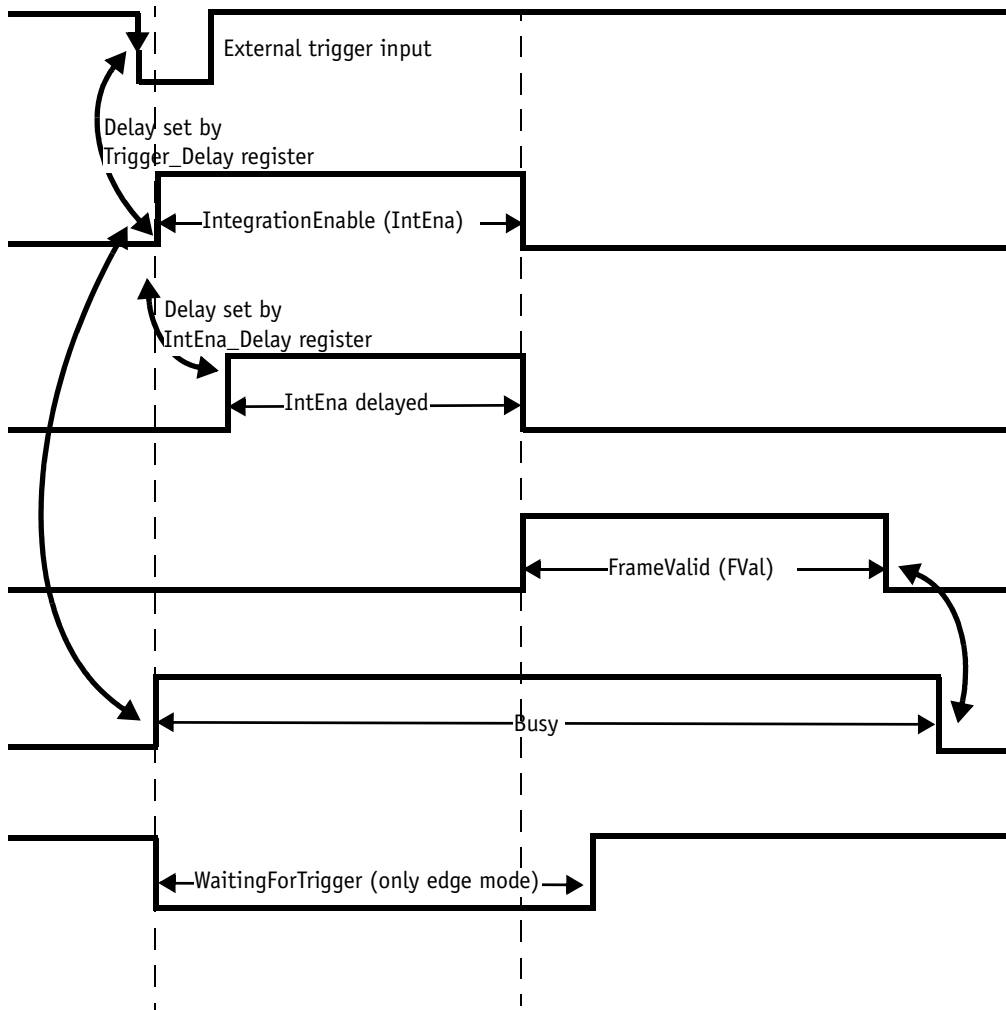 External trigger input
Delay set by
Trigger_Delay register
IntegrationEnable (IntEna)
Delay set by
IntEna_Delay register
IntEna delayed
FrameValid (FVal)
Busy
WaitingForTrigger (only edge mode)